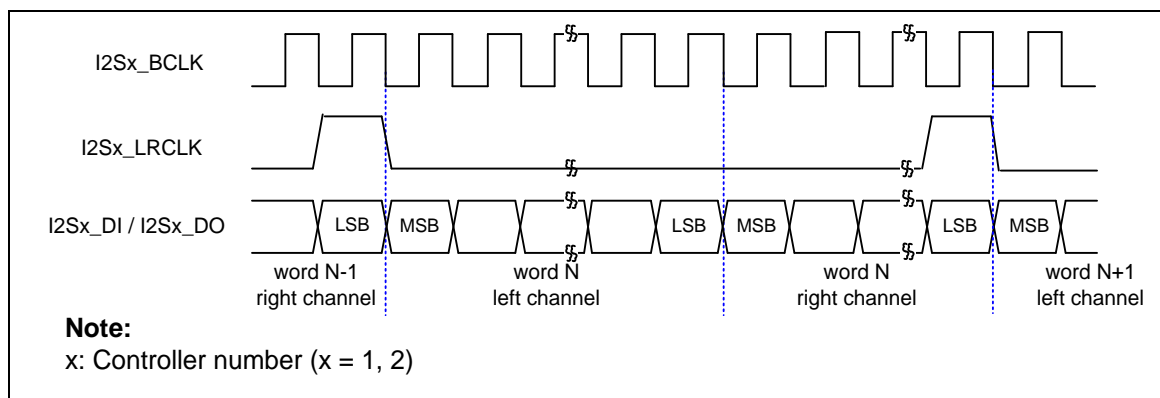 I2Sx_BCLK
I2Sx_LRCLK
I2Sx_DI / I2Sx_DO
LSB MSB LSB MSB LSB MSB
word N-1 word N word N word N+1
right channel left channel right channel left channel
Note:
x: Controller number (x = 1, 2)